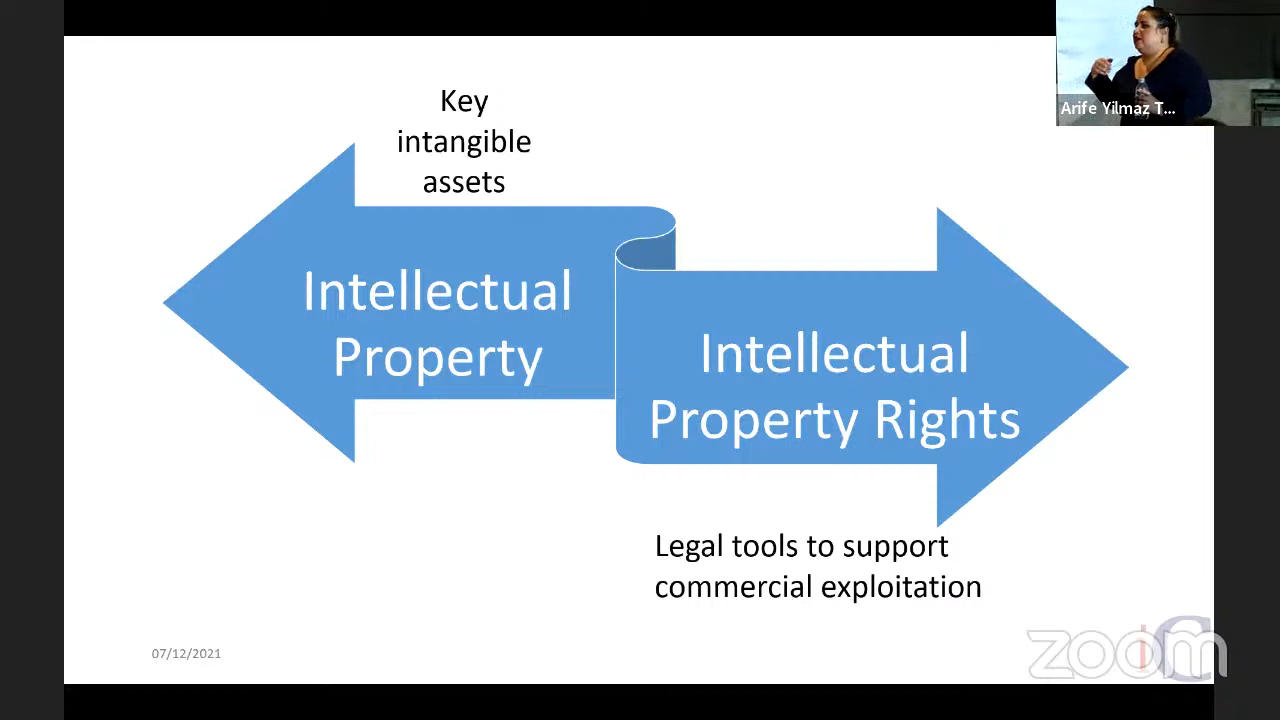 Arife Yilmaz T...
Key
intangible
assets
Intellectual
Property
Intellectual
Property Rights
Legal tools to support
commercial exploitation
07/12/2021
zoom